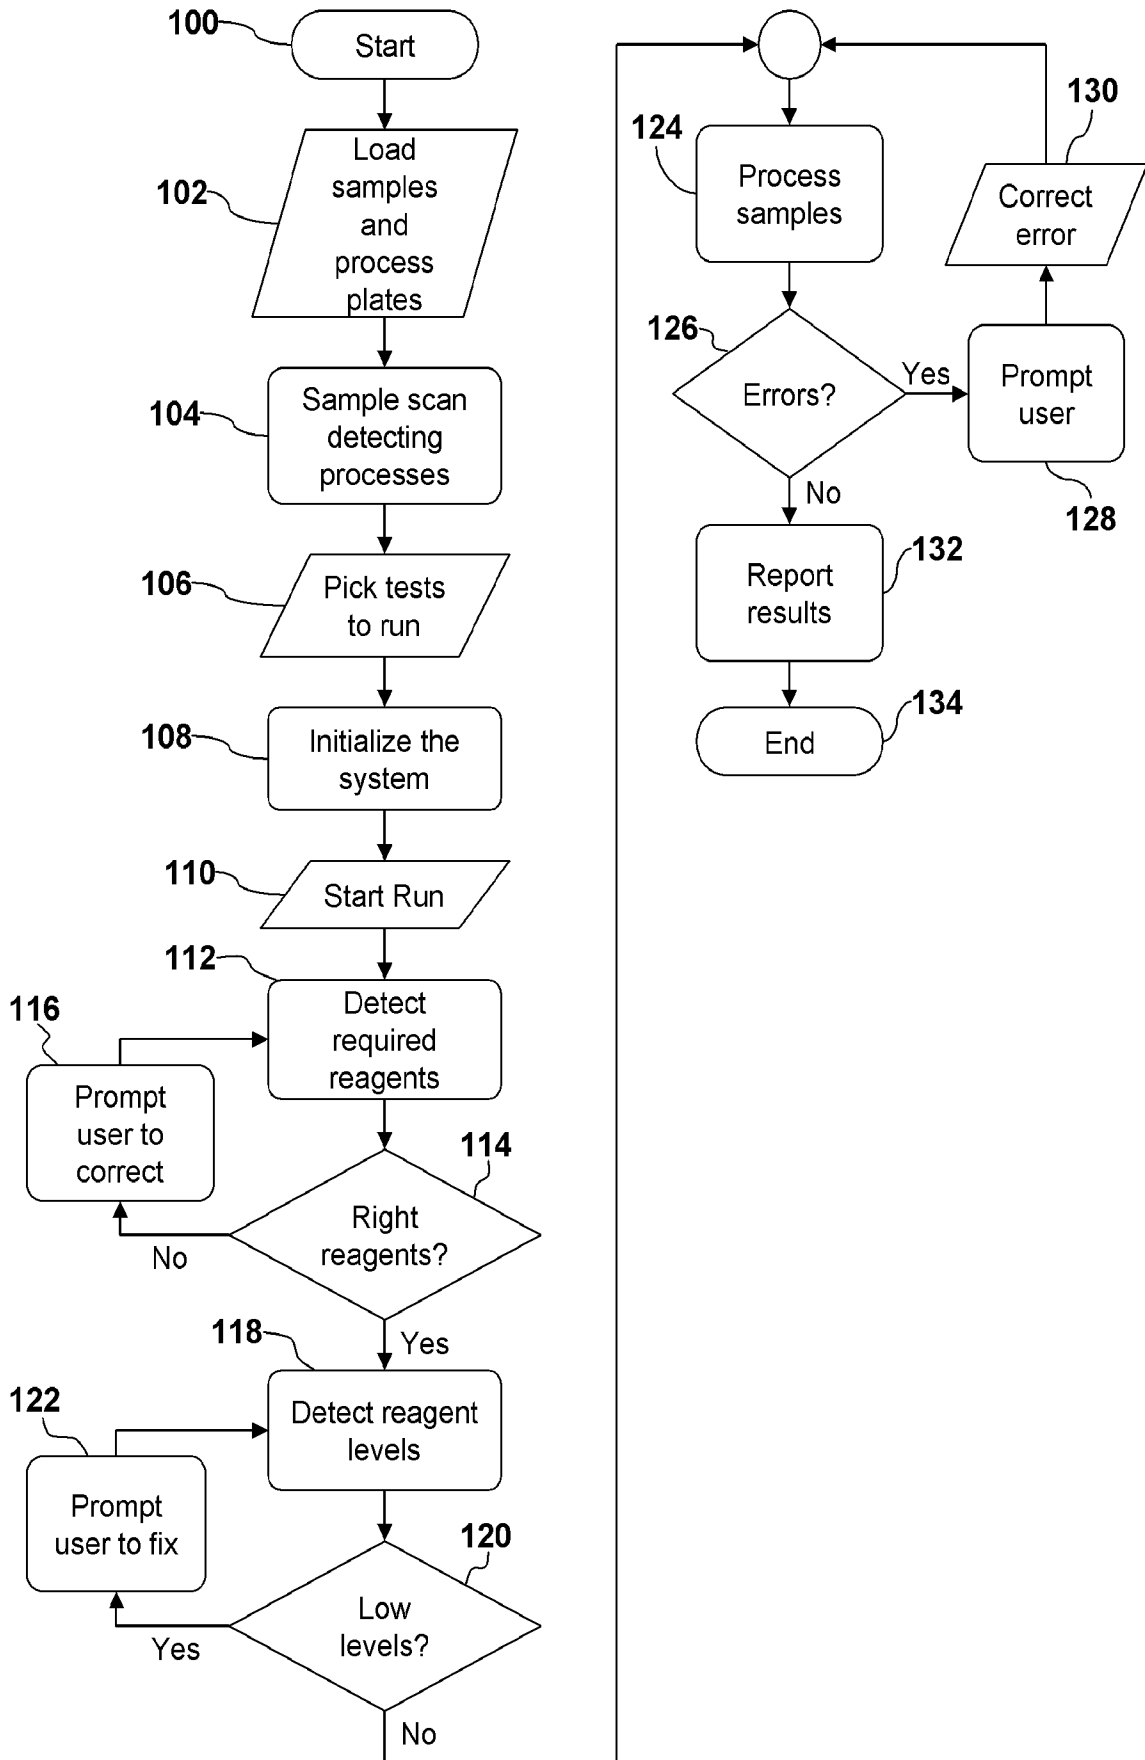 100
Start
102
Load
samples
and
process
plates
104
Sample scan
detecting
processes
106
Pick tests
to run
108
Initialize the
system
110
Start Run
112
Detect
required
reagents
116
Prompt
user to
correct
114
Right
reagents?
No
Yes
118
Detect reagent
levels
122
Prompt
user to fix
120
Low
levels?
Yes
No
124
Process
samples
130
Correct
error
126
Errors?
Yes
Prompt
user
128
No
132
Report
results
134
End